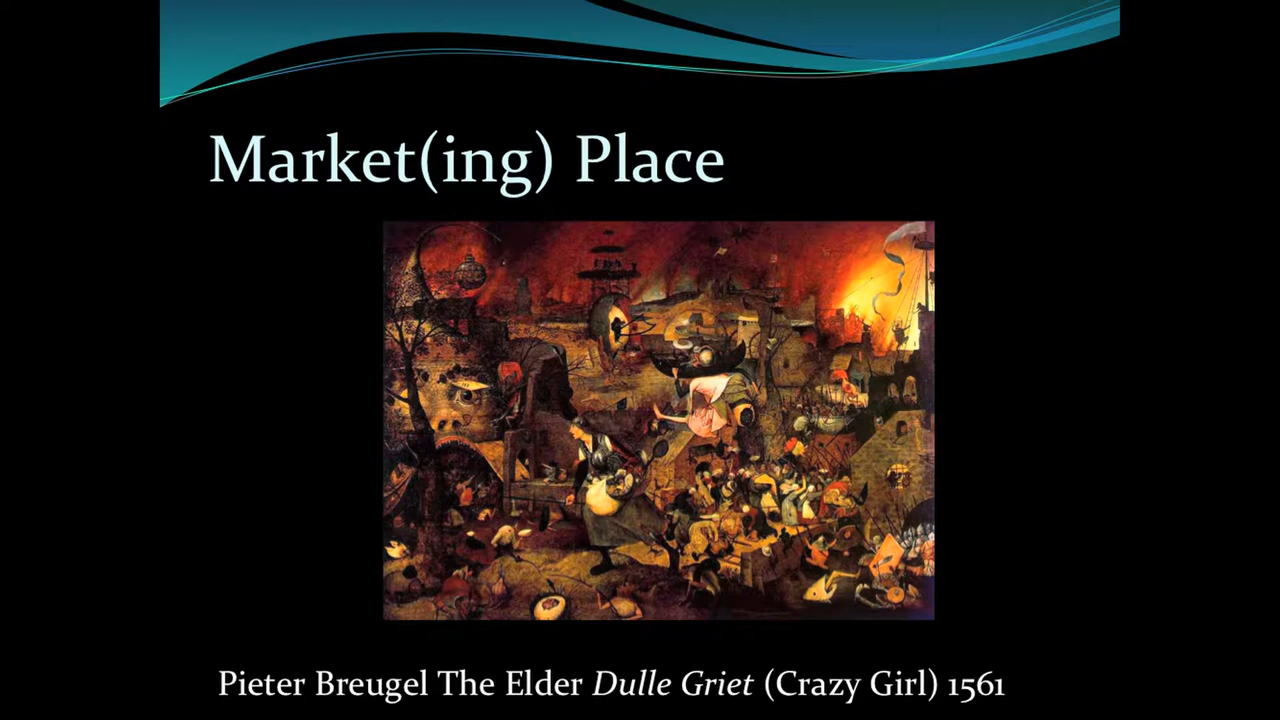 Market(ing) Place
Pieter Breugel The Elder Dulle Griet (Crazy Girl) 1561